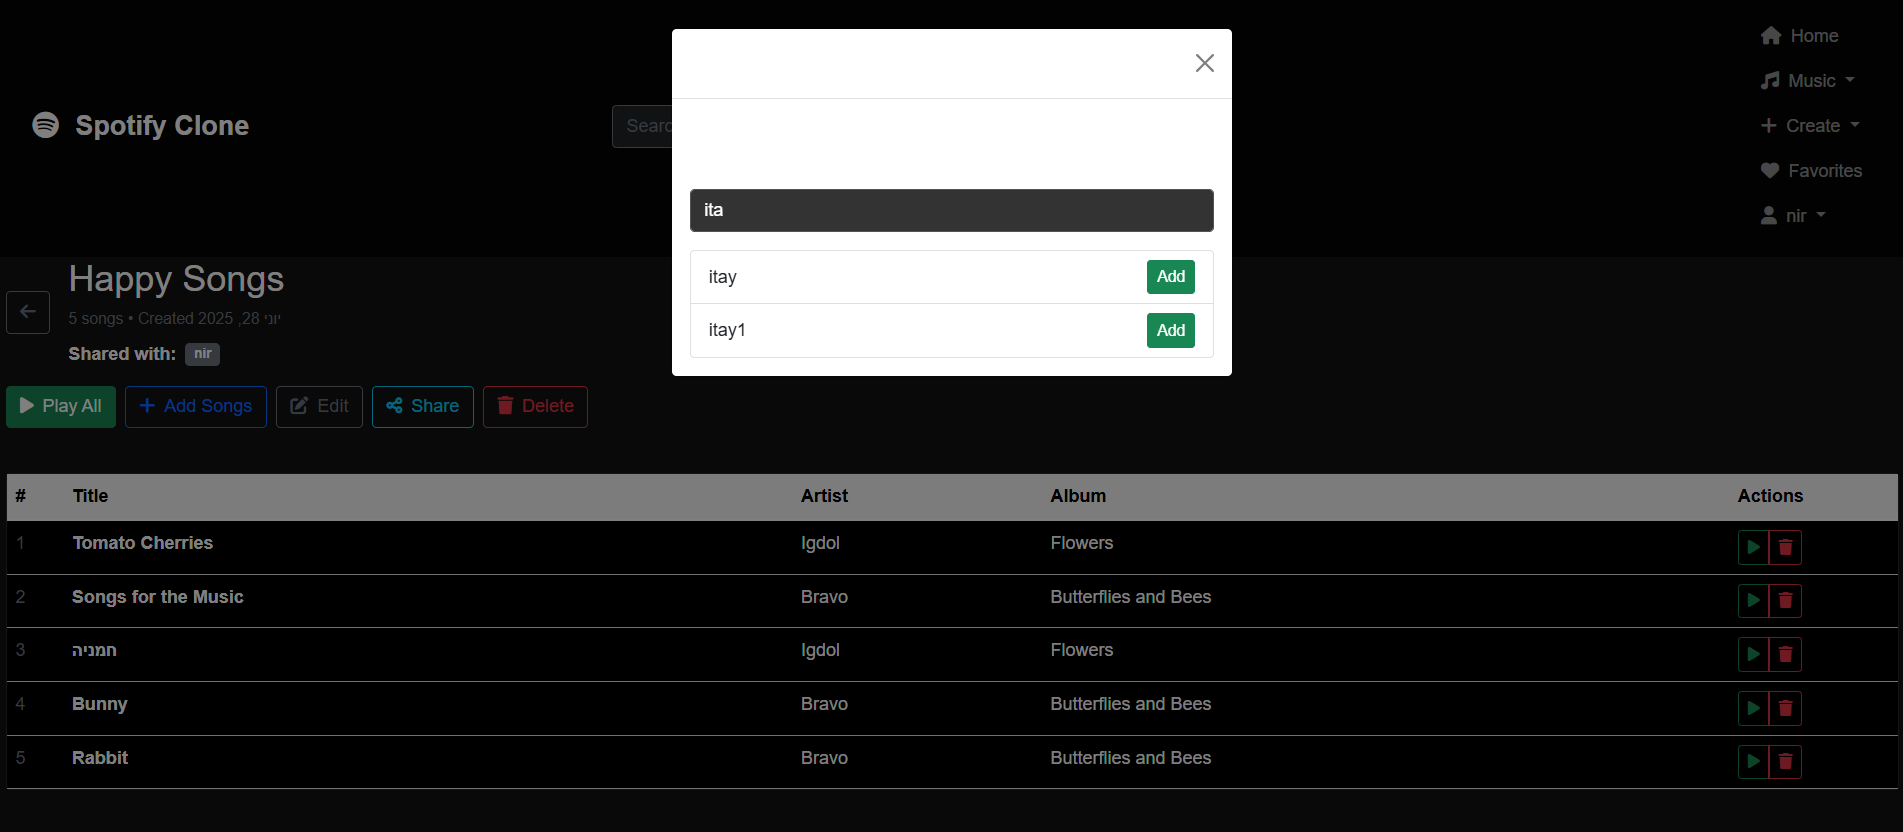 Spotify Clone
Searc
Home
Music
Create
Favorites
nir
ita
itay Add
itay1 Add
Happy Songs
5 songs • Created 2025 ,28 יוני
Shared with: nir
Play All Add Songs Edit Share Delete
# Title Artist Album Actions
1 Tomato Cherries Igdol Flowers
2 Songs for the Music Bravo Butterflies and Bees
3 חמניה Igdol Flowers
4 Bunny Bravo Butterflies and Bees
5 Rabbit Bravo Butterflies and Bees